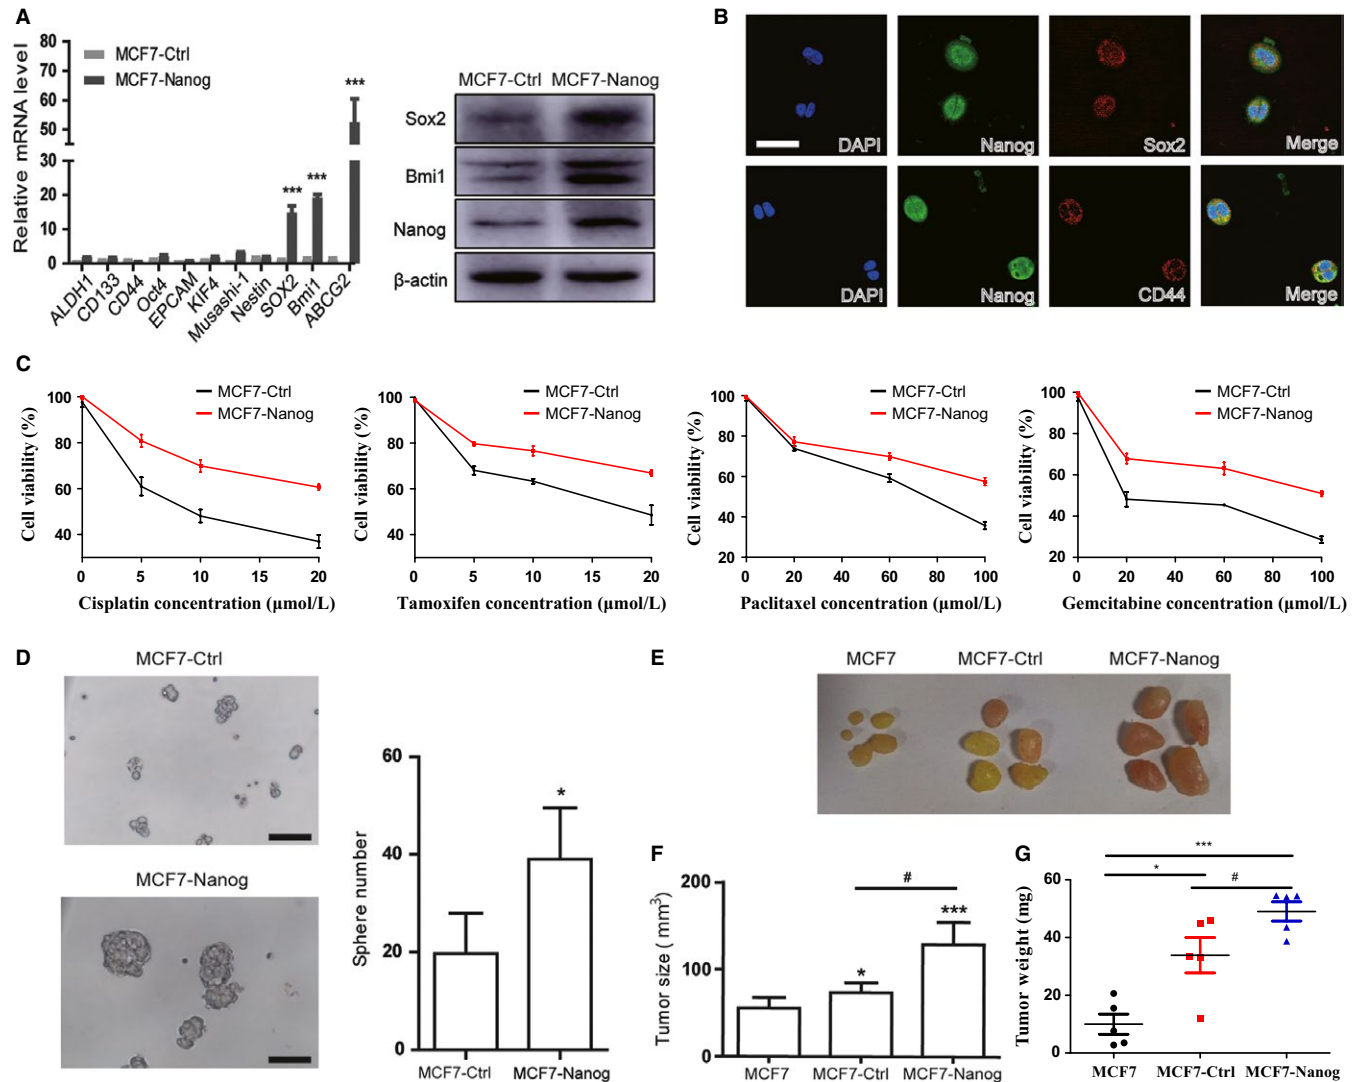 A
80
70
60
50
30
20
10
0
Relative mRNA level
MCF7-Ctrl
MCF7-Nanog
***
***
***
ALDH1
CD133
CD44
Oct4
EPCAM
KIF4
Musashi-1
Nestin
SOX2
Bmi1
ABCG2
MCF7-Ctrl MCF7-Nanog
Sox2
Bmi1
Nanog
β-actin
B
DAPI
Nanog
Sox2
Merge
DAPI
Nanog
CD44
Merge
C
100
80
60
40
Cell viability (%)
MCF7-Ctrl
MCF7-Nanog
0 5 10 15 20
Cisplatin concentration (μmol/L)
100
80
60
40
Cell viability (%)
MCF7-Ctrl
MCF7-Nanog
0 5 10 15 20
Tamoxifen concentration (μmol/L)
100
80
60
40
20
Cell viability (%)
MCF7-Ctrl
MCF7-Nanog
0 20 40 60 80 100
Paclitaxel concentration (μmol/L)
100
80
60
40
20
Cell viability (%)
MCF7-Ctrl
MCF7-Nanog
0 20 40 60 80 100
Gemcitabine concentration (μmol/L)
D
MCF7-Ctrl
MCF7-Nanog
60
40
20
0
Sphere number
*
MCF7-Ctrl MCF7-Nanog
E
MCF7 MCF7-Ctrl MCF7-Nanog
F
200
100
0
Tumor size ( mm³)
#
*
***
MCF7 MCF7-Ctrl MCF7-Nanog
G
60
40
20
0
Tumor weight (mg)
***
*
#
MCF7 MCF7-Ctrl MCF7-Nanog